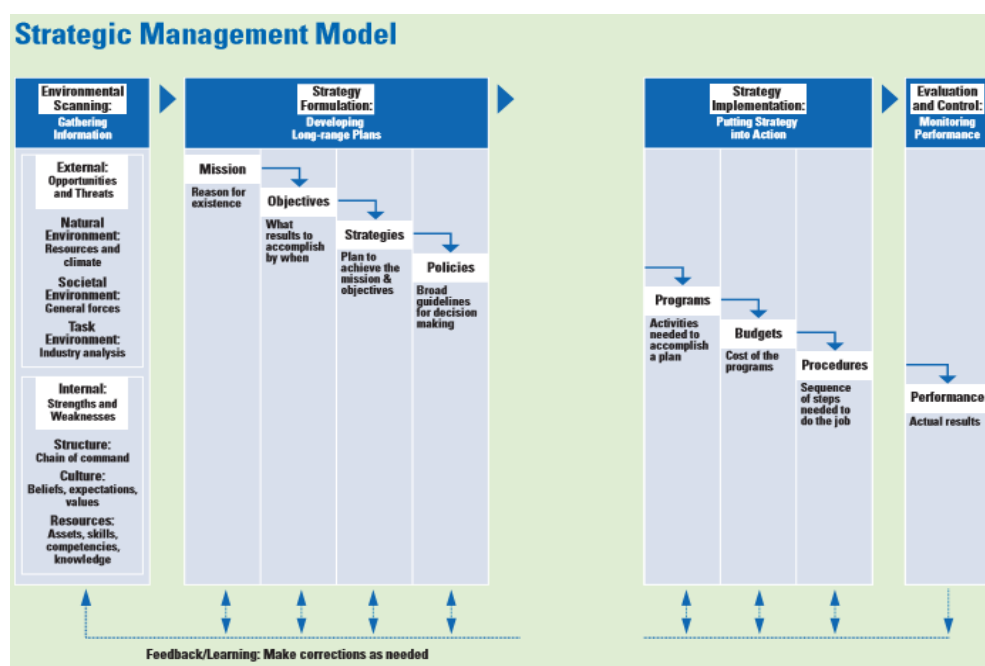 Strategic Management Model
Environmental
Scanning:
Gathering
Information
External:
Opportunities
and Threats
Natural
Environment:
Resources and
climate
Societal
Environment:
General forces
Task
Environment:
Industry analysis
Internal:
Strengths and
Weaknesses
Structure:
Chain of command
Culture:
Beliefs, expectations,
values
Resources:
Assets, skills,
competencies,
knowledge
Strategy
Formulation:
Developing
Long-range Plans
Mission
Reason for
existence
Objectives
What
results to
accomplish
by when
Strategies
Plan to
achieve the
mission &
objectives
Policies
Broad
guidelines
for decision
making
Strategy
Implementation:
Putting Strategy
into Action
Programs
Activities
needed to
accomplish
a plan
Budgets
Cost of the
programs
Procedures
Sequence
of steps
needed to
do the job
Evaluation
and Control:
Monitoring
Performance
Performance
Actual results
Feedback/Learning: Make corrections as needed